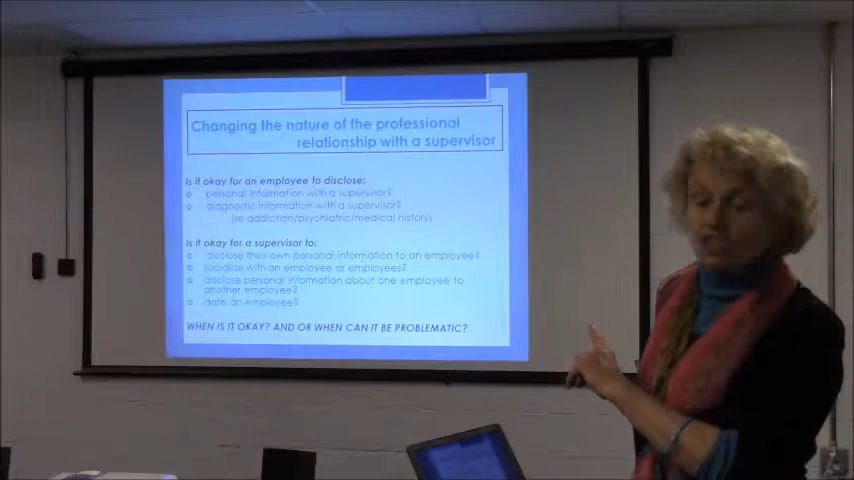 Changing the nature of the professional
relationship with a supervisor
Is it okay for an employee to disclose:
personal information with a supervisor?
diagnostic information with a supervisor?
(re addiction/psychiatric/medical history)
Is it okay for a supervisor to:
disclose their own personal information to an employee?
socialize with an employee or employees?
disclose personal information about one employee to
another employee?
date an employee?
WHEN IS IT OKAY? AND OR WHEN CAN IT BE PROBLEMATIC?